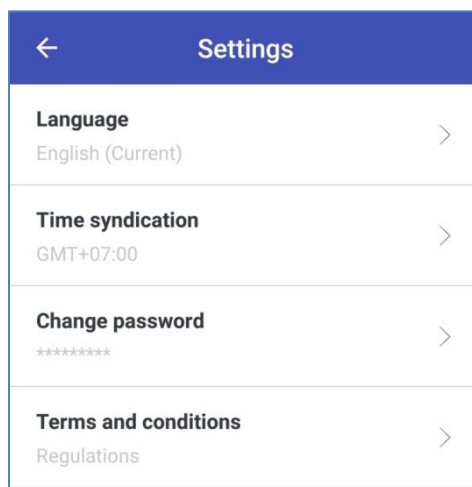 Settings
Language
English (Current)
Time syndication
GMT+07:00
Change password
*********
Terms and conditions
Regulations